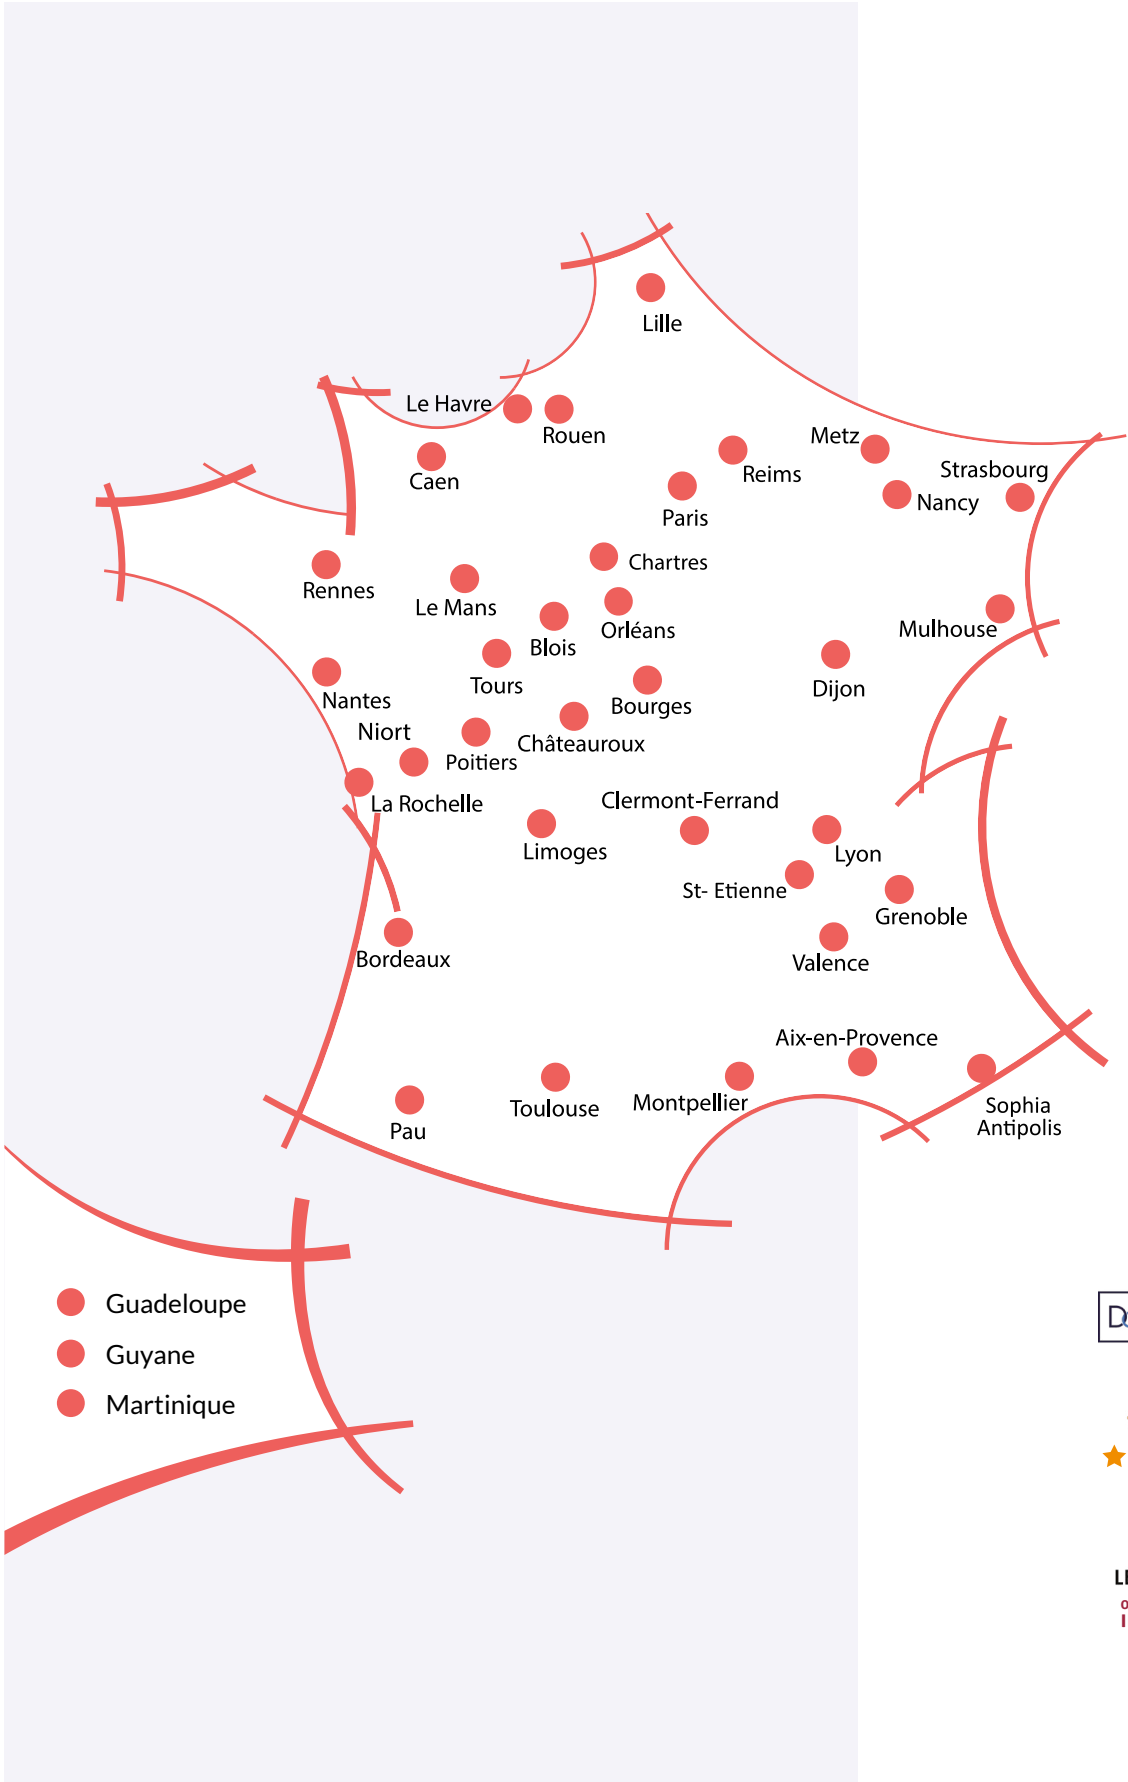 Lille
Le Havre
Rouen
Metz
Caen
Reims
Strasbourg
Nancy
Paris
Chartres
Rennes
Le Mans
Orléans
Mulhouse
Blois
Tours
Dijon
Nantes
Bourges
Niort
Châteauroux
Poitiers
La Rochelle
Clermont-Ferrand
Limoges
Lyon
St- Etienne
Grenoble
Bordeaux
Valence
Aix-en-Provence
Toulouse
Montpellier
Sophia
Antipolis
Pau
Guadeloupe
Guyane
Martinique